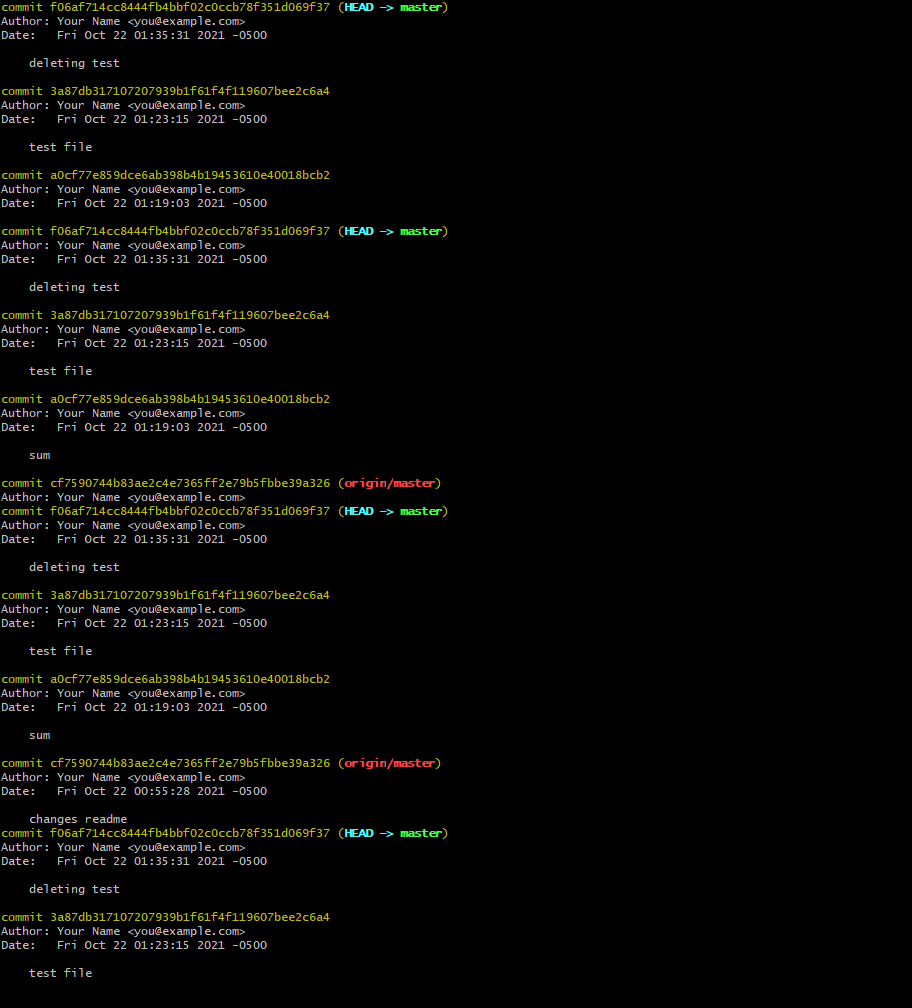 commit f06af714cc8444fb4bbf02c0ccb78f351d069f37 (HEAD -> master)
Author: Your Name <you@example.com>
Date:   Fri Oct 22 01:35:31 2021 -0500
deleting test
commit 3a87db317107207939b1f61f4f119607bee2c6a4
Author: Your Name <you@example.com>
Date:   Fri Oct 22 01:23:15 2021 -0500
test file
commit a0cf77e859dce6ab398b4b19453610e40018bcb2
Author: Your Name <you@example.com>
Date:   Fri Oct 22 01:19:03 2021 -0500
commit f06af714cc8444fb4bbf02c0ccb78f351d069f37 (HEAD -> master)
Author: Your Name <you@example.com>
Date:   Fri Oct 22 01:35:31 2021 -0500
deleting test
commit 3a87db317107207939b1f61f4f119607bee2c6a4
Author: Your Name <you@example.com>
Date:   Fri Oct 22 01:23:15 2021 -0500
test file
commit a0cf77e859dce6ab398b4b19453610e40018bcb2
Author: Your Name <you@example.com>
Date:   Fri Oct 22 01:19:03 2021 -0500
sum
commit cf7590744b83ae2c4e7365ff2e79b5fbbe39a326 (origin/master)
Author: Your Name <you@example.com>
commit f06af714cc8444fb4bbf02c0ccb78f351d069f37 (HEAD -> master)
Author: Your Name <you@example.com>
Date:   Fri Oct 22 01:35:31 2021 -0500
deleting test
commit 3a87db317107207939b1f61f4f119607bee2c6a4
Author: Your Name <you@example.com>
Date:   Fri Oct 22 01:23:15 2021 -0500
test file
commit a0cf77e859dce6ab398b4b19453610e40018bcb2
Author: Your Name <you@example.com>
Date:   Fri Oct 22 01:19:03 2021 -0500
sum
commit cf7590744b83ae2c4e7365ff2e79b5fbbe39a326 (origin/master)
Author: Your Name <you@example.com>
Date:   Fri Oct 22 00:55:28 2021 -0500
changes readme
commit f06af714cc8444fb4bbf02c0ccb78f351d069f37 (HEAD -> master)
Author: Your Name <you@example.com>
Date:   Fri Oct 22 01:35:31 2021 -0500
deleting test
commit 3a87db317107207939b1f61f4f119607bee2c6a4
Author: Your Name <you@example.com>
Date:   Fri Oct 22 01:23:15 2021 -0500
test file